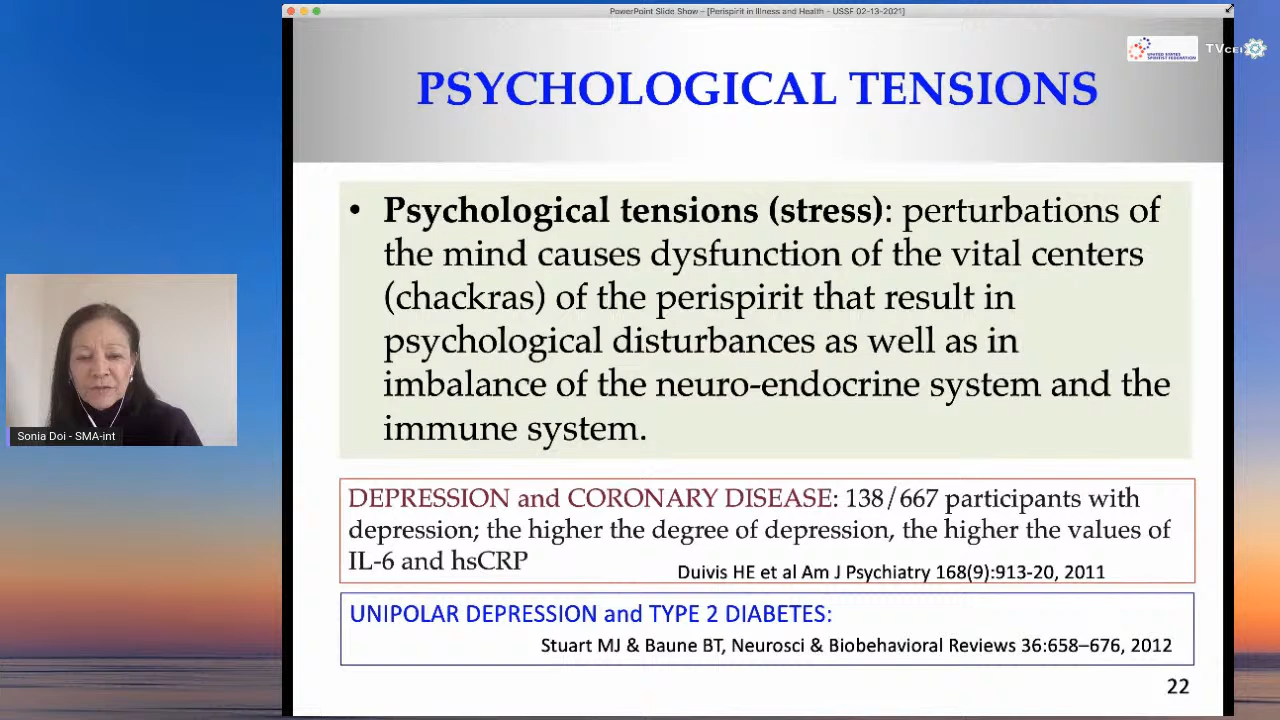 PowerPoint Slide Show - [Perispirit in Illness and Health - USSF 02-13-2021]
UNITED STATES
SPIRITIST FEDERATION
TVCEI
PSYCHOLOGICAL TENSIONS
• Psychological tensions (stress): perturbations of
the mind causes dysfunction of the vital centers
(chackras) of the perispirit that result in
psychological disturbances as well as in
imbalance of the neuro-endocrine system and the
immune system.
Sonia Doi - SMA-int
DEPRESSION and CORONARY DISEASE: 138/667 participants with
depression; the higher the degree of depression, the higher the values of
IL-6 and hsCRP
Duivis HE et al Am J Psychiatry 168(9):913-20, 2011
UNIPOLAR DEPRESSION and TYPE 2 DIABETES:
Stuart MJ & Baune BT, Neurosci & Biobehavioral Reviews 36:658–676, 2012
22